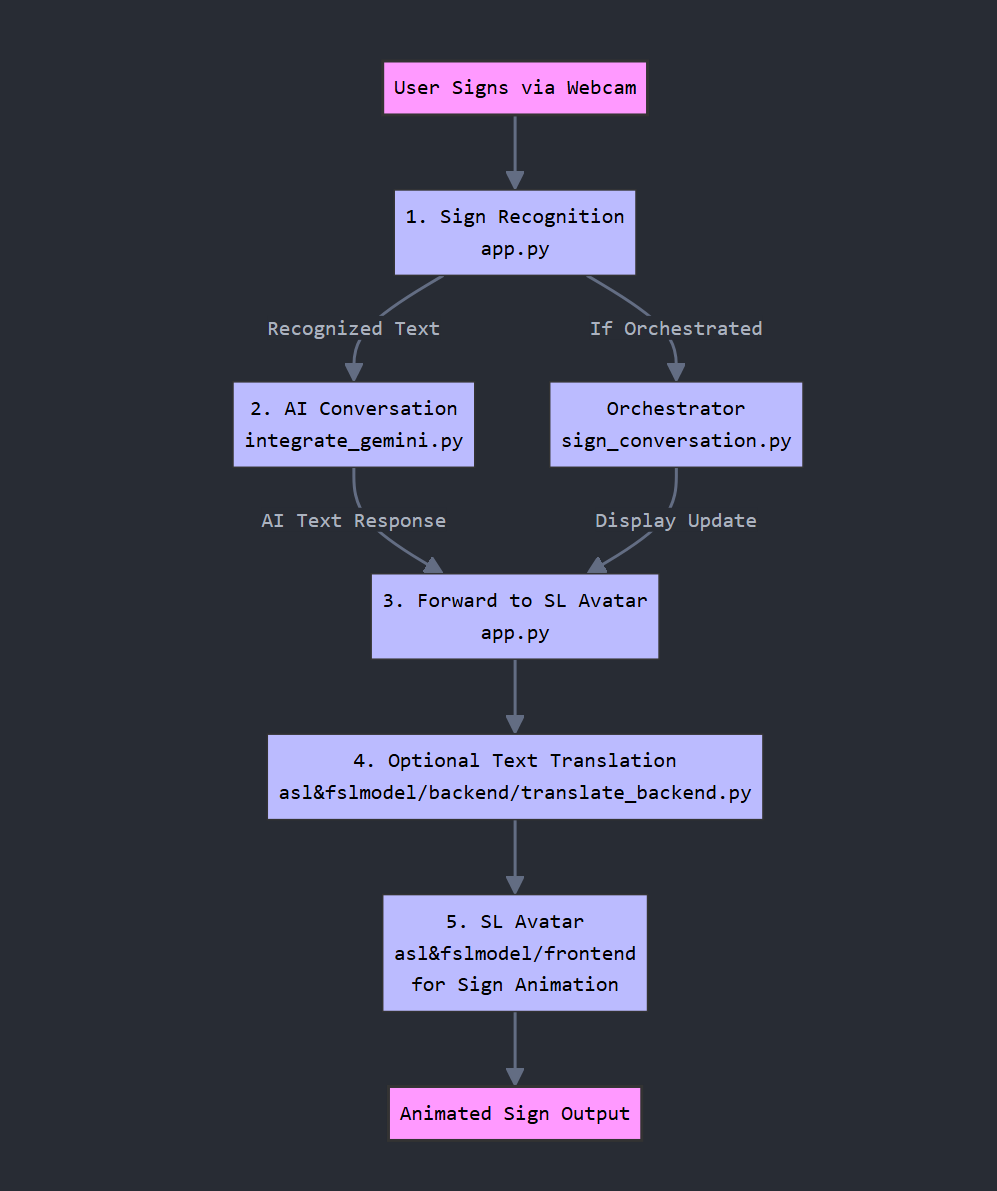 User Signs via Webcam
1. Sign Recognition
app.py
Recognized Text
If Orchestrated
2. AI Conversation
integrate_gemini.py
Orchestrator
sign_conversation.py
AI Text Response
Display Update
3. Forward to SL Avatar
app.py
4. Optional Text Translation
asl&fslmodel/backend/translate_backend.py
5. SL Avatar
asl&fslmodel/frontend
for Sign Animation
Animated Sign Output